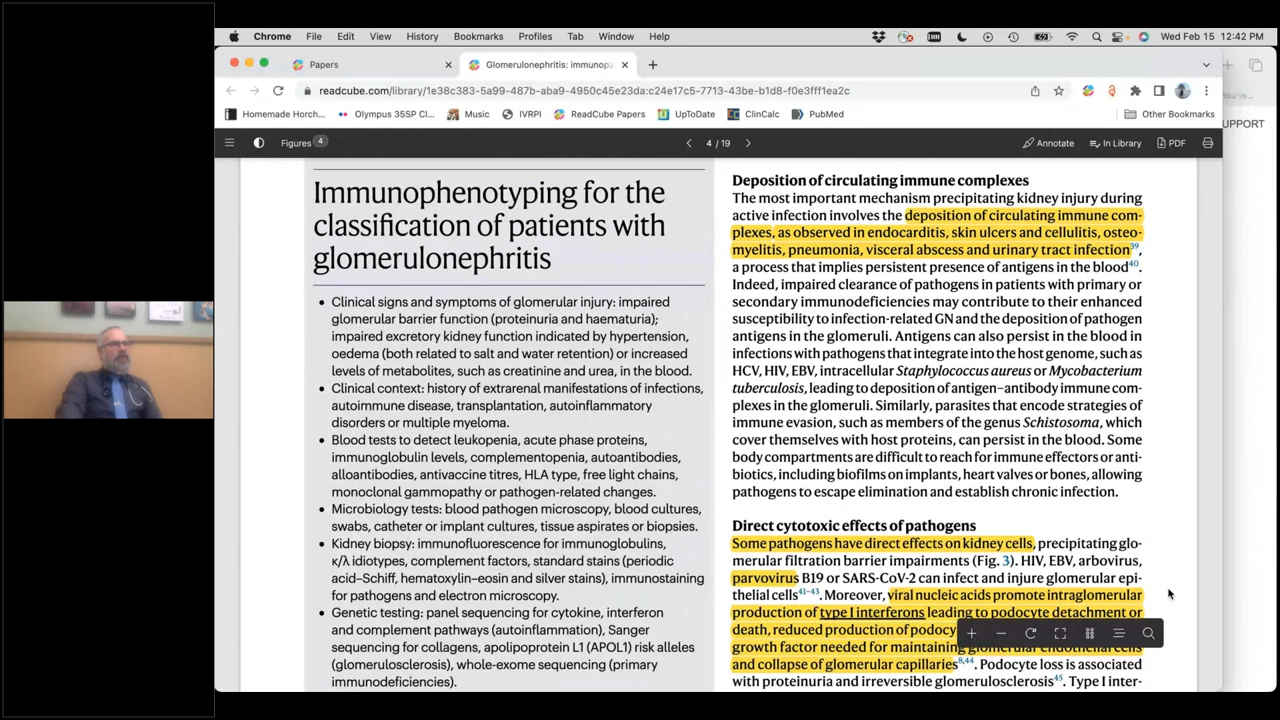 Chrome File Edit View History Bookmarks Profiles Tab Window Help Wed Feb 15 12:42 PM
Papers Glomerulonephritis: immunopa
readcube.com/library/1e38c383-5a99-487b-aba9-4950c45e23da:c24e17c5-7713-43be-b1d8-f0e3fff1ea2c
Homemade Horch... Olympus 35SP Cl... Music IVRPI ReadCube Papers UpToDate ClinCalc PubMed Other Bookmarks
UPPORT
Figures 4 4 / 19 Annotate In Library PDF
Immunophenotyping for the
classification of patients with
glomerulonephritis
• Clinical signs and symptoms of glomerular injury: impaired
glomerular barrier function (proteinuria and haematuria);
impaired excretory kidney function indicated by hypertension,
oedema (both related to salt and water retention) or increased
levels of metabolites, such as creatinine and urea, in the blood.
• Clinical context: history of extrarenal manifestations of infections,
autoimmune disease, transplantation, autoinflammatory
disorders or multiple myeloma.
• Blood tests to detect leukopenia, acute phase proteins,
immunoglobulin levels, complementopenia, autoantibodies,
alloantibodies, antivaccine titres, HLA type, free light chains,
monoclonal gammopathy or pathogen-related changes.
• Microbiology tests: blood pathogen microscopy, blood cultures,
swabs, catheter or implant cultures, tissue aspirates or biopsies.
• Kidney biopsy: immunofluorescence for immunoglobulins,
κ/λ idiotypes, complement factors, standard stains (periodic
acid–Schiff, hematoxylin–eosin and silver stains), immunostaining
for pathogens and electron microscopy.
• Genetic testing: panel sequencing for cytokine, interferon
and complement pathways (autoinflammation), Sanger
sequencing for collagens, apolipoprotein L1 (APOL1) risk alleles
(glomerulosclerosis), whole-exome sequencing (primary
immunodeficiencies).
Deposition of circulating immune complexes
The most important mechanism precipitating kidney injury during
active infection involves the deposition of circulating immune com-
plexes, as observed in endocarditis, skin ulcers and cellulitis, osteo-
myelitis, pneumonia, visceral abscess and urinary tract infection39,
a process that implies persistent presence of antigens in the blood40.
Indeed, impaired clearance of pathogens in patients with primary or
secondary immunodeficiencies may contribute to their enhanced
susceptibility to infection-related GN and the deposition of pathogen
antigens in the glomeruli. Antigens can also persist in the blood in
infections with pathogens that integrate into the host genome, such as
HCV, HIV, EBV, intracellular Staphylococcus aureus or Mycobacterium
tuberculosis, leading to deposition of antigen–antibody immune com-
plexes in the glomeruli. Similarly, parasites that encode strategies of
immune evasion, such as members of the genus Schistosoma, which
cover themselves with host proteins, can persist in the blood. Some
body compartments are difficult to reach for immune effectors or anti-
biotics, including biofilms on implants, heart valves or bones, allowing
pathogens to escape elimination and establish chronic infection.
Direct cytotoxic effects of pathogens
Some pathogens have direct effects on kidney cells, precipitating glo-
merular filtration barrier impairments (Fig. 3). HIV, EBV, arbovirus,
parvovirus B19 or SARS-CoV-2 can infect and injure glomerular epi-
thelial cells41–43. Moreover, viral nucleic acids promote intraglomerular
production of type I interferons leading to podocyte detachment or
death, reduced production of podocy
growth factor needed for maintaining glomerular endothelial cells
and collapse of glomerular capillaries8,44. Podocyte loss is associated
with proteinuria and irreversible glomerulosclerosis45. Type I inter-